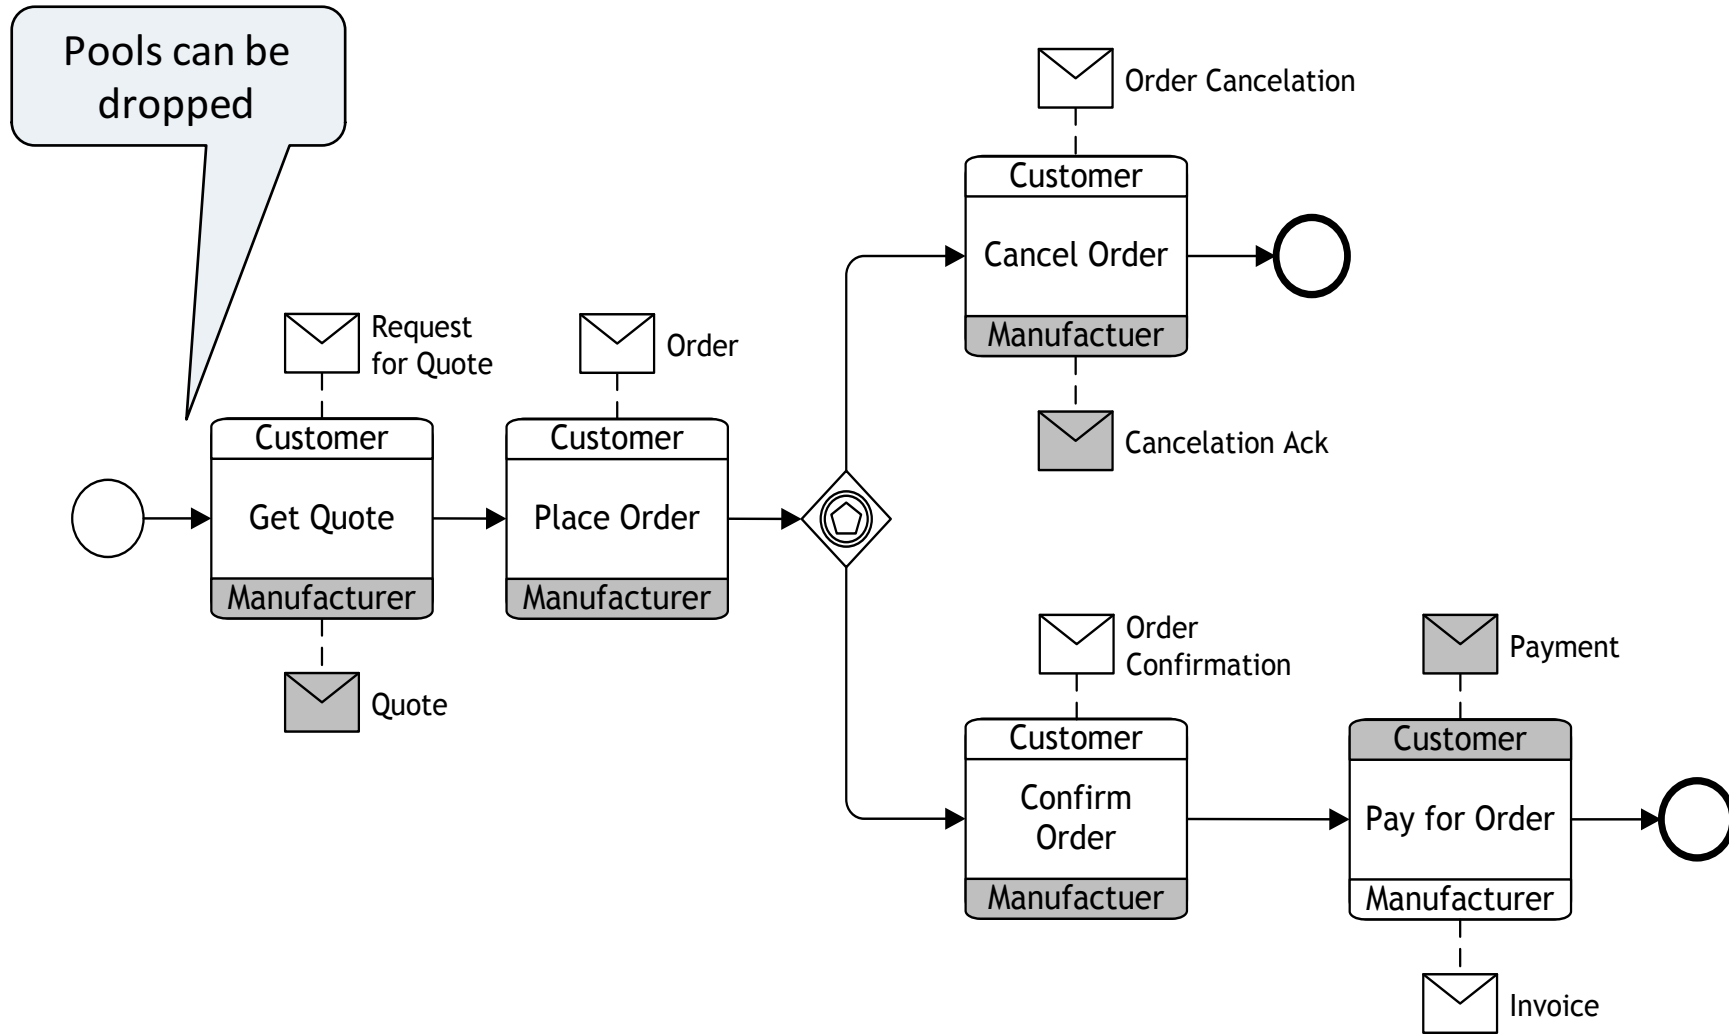 Pools can be
dropped
Order Cancelation
Customer
Cancel Order
Manufactuer
Cancelation Ack
Request
for Quote
Customer
Get Quote
Manufacturer
Quote
Order
Customer
Place Order
Manufacturer
Order
Confirmation
Customer
Confirm
Order
Manufactuer
Payment
Customer
Pay for Order
Manufacturer
Invoice